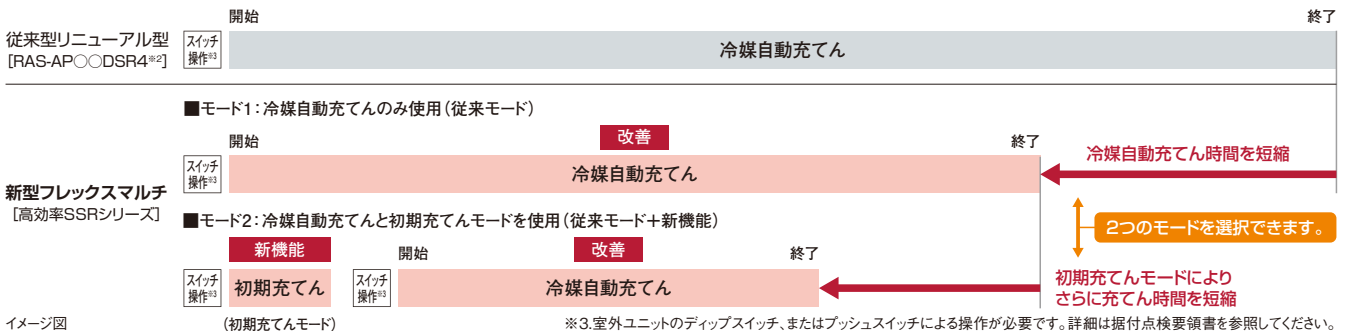 開始 終了
従来型リニューアル型
[RAS-AP○○DSR4※2]
スイッチ
操作※3
冷媒自動充てん
■モード1：冷媒自動充てんのみ使用（従来モード）
開始 改善 終了
スイッチ
操作※3
冷媒自動充てん
冷媒自動充てん時間を短縮
新型フレックスマルチ
[高効率SSRシリーズ]
■モード2：冷媒自動充てんと初期充てんモードを使用（従来モード＋新機能）
2つのモードを選択できます。
新機能 開始 改善 終了
スイッチ
操作※3
初期充てん
スイッチ
操作※3
冷媒自動充てん
初期充てんモードにより
さらに充てん時間を短縮
イメージ図
（初期充てんモード）
※3.室外ユニットのディップスイッチ、またはプッシュスイッチによる操作が必要です。詳細は据付点検要領書を参照してください。